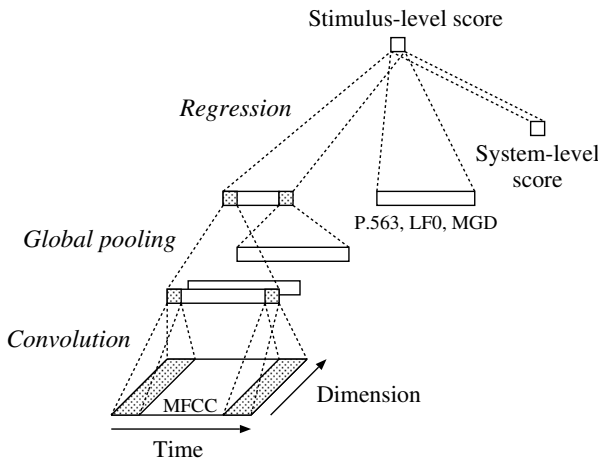 Stimulus-level score
Regression
System-level
score
P.563, LF0, MGD
Global pooling
Convolution
MFCC
Dimension
Time